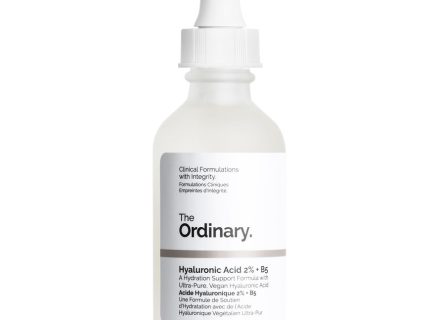 Clinical Formulations
with Integrity.
Formulations Cliniques
Empreintes d'Intégrité.
The
Ordinary.
Hyaluronic Acid 2% + B5
A Hydration Support Formula with
Ultra-Pure, Vegan Hyaluronic Acid
Acide Hyaluronique 2% + B5
Une Formule de Soutien
d'Hydratation avec de l'Acide
Hyaluronique Végétalien Ultra-Pur